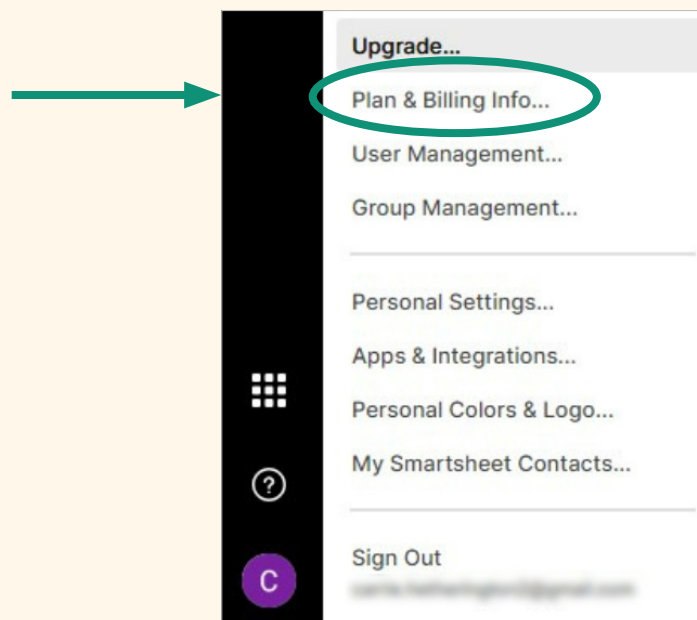 Upgrade...
Plan & Billing Info...
User Management...
Group Management...
Personal Settings...
Apps & Integrations...
Personal Colors & Logo...
My Smartsheet Contacts...
?
Sign Out
C